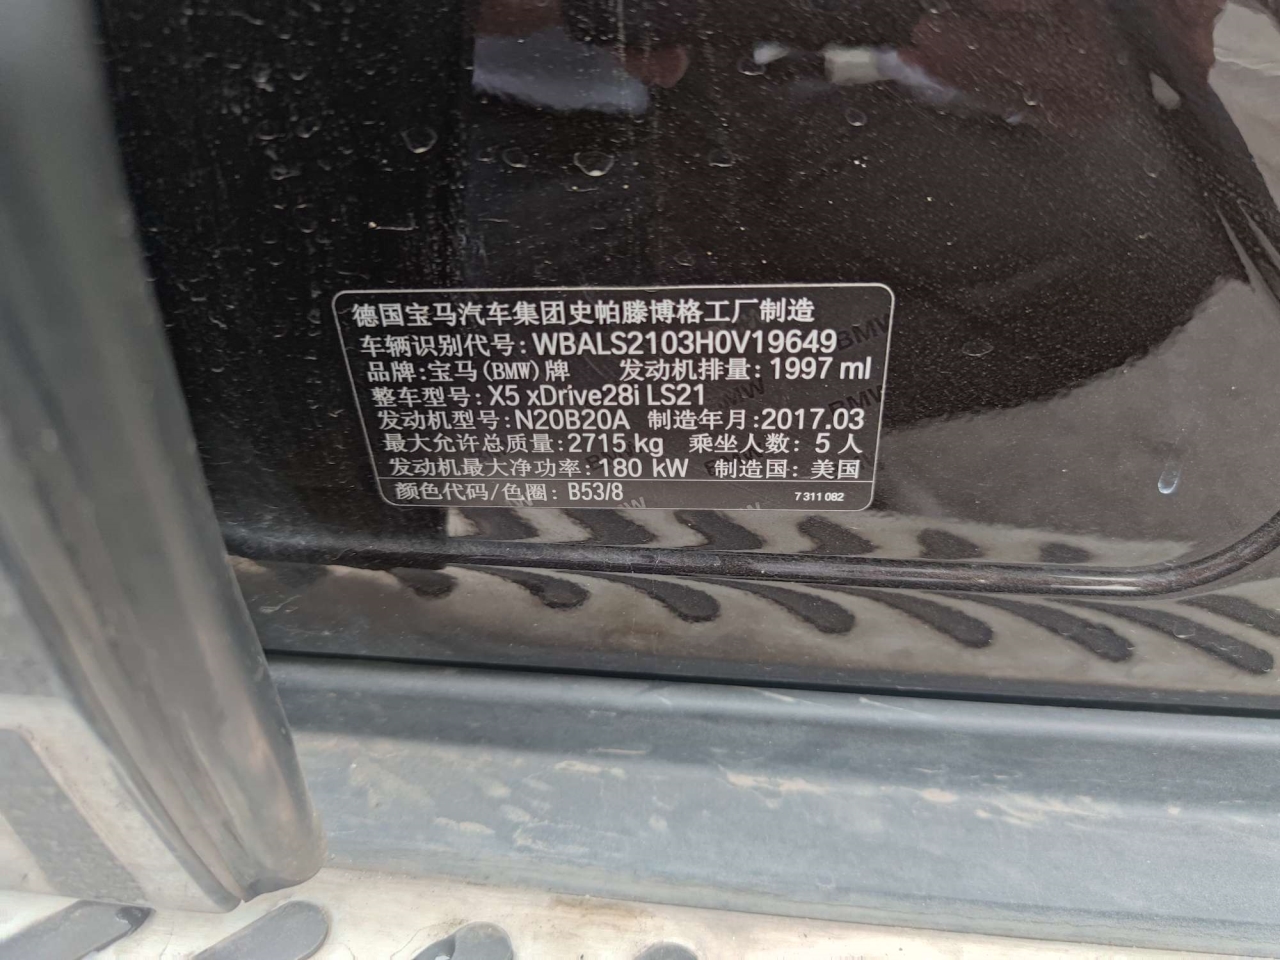 德国宝马汽车集团史帕滕博格工厂制造
车辆识别代号: WBALS2103H0V19649
品牌:宝马(BMW)牌 发动机排量: 1997 ml
整车型号: X5 xDrive28i LS21
发动机型号: N20B20A 制造年月: 2017.03
最大允许总质量: 2715 kg 乘坐人数: 5 人
发动机最大净功率: 180 kW 制造国: 美国
颜色代码/色圈: B53/8 7 311 082